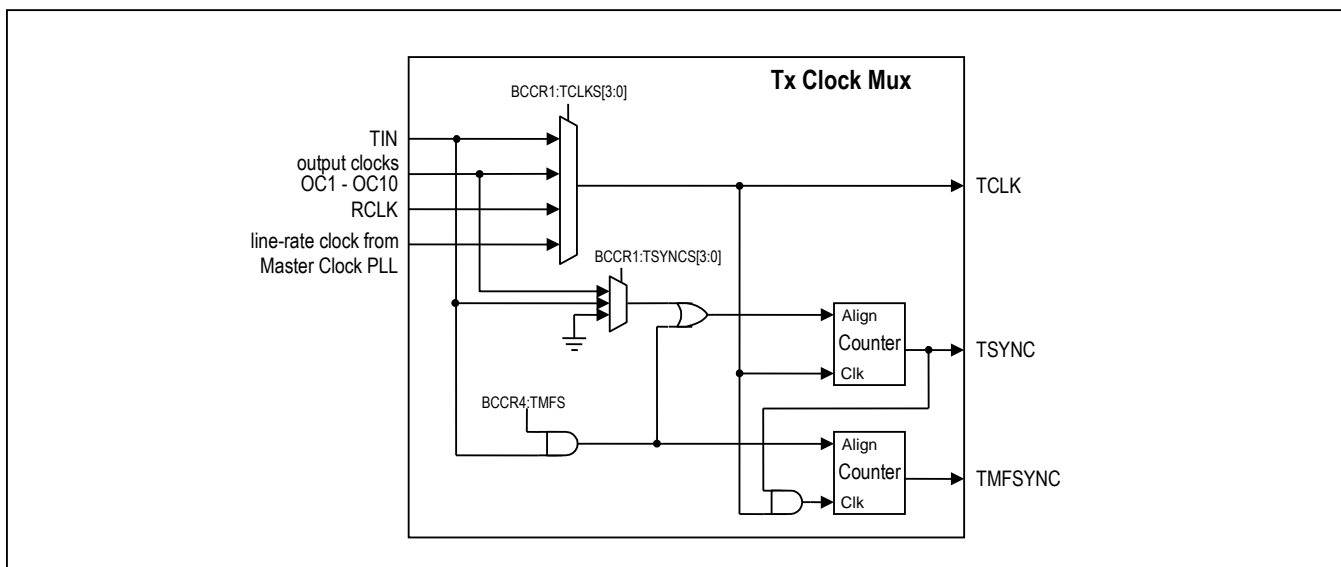 Tx Clock Mux
BCCR1:TCLKS[3:0]
TIN
output clocks
OC1 - OC10
RCLK
line-rate clock from
Master Clock PLL
TCLK
BCCR1:TSYNCS[3:0]
Align
Counter
Clk
TSYNC
BCCR4:TMFS
Align
Counter
Clk
TMFSYNC